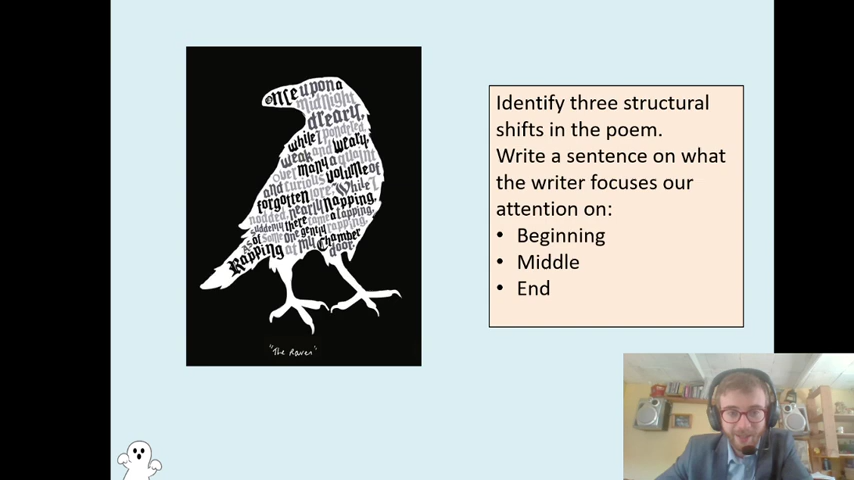 Once upon a
midnight
dreary,
while I pondered,
weak and weary,
over many a quaint
and curious volume of
forgotten lore, While I
nodded, nearly napping,
suddenly there came a tapping,
As of some one gently rapping,
Rapping at my Chamber
door.
"The Raven"
Identify three structural
shifts in the poem.
Write a sentence on what
the writer focuses our
attention on:
• Beginning
• Middle
• End